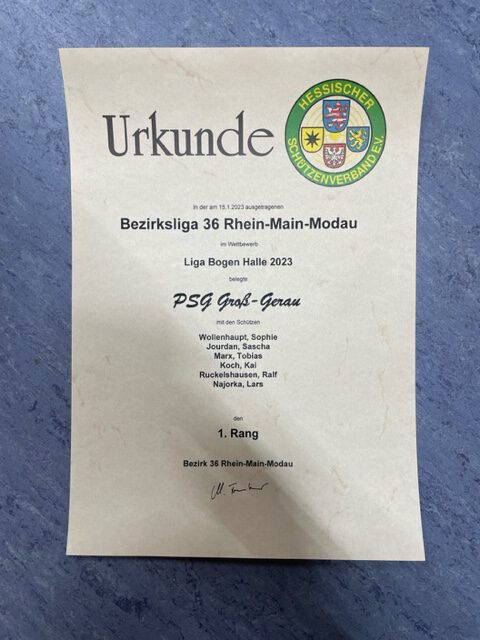 Urkunde
HESSISCHER
SCHÜTZENVERBAND E.V.
In der am 15.1.2023 ausgetragenen
Bezirksliga 36 Rhein-Main-Modau
im Wettbewerb
Liga Bogen Halle 2023
belegte
PSG Groß-Gerau
mit den Schützen
Wollenhaupt, Sophie
Jourdan, Sascha
Marx, Tobias
Koch, Kai
Ruckelshausen, Ralf
Najorka, Lars
den
1. Rang
Bezirk 36 Rhein-Main-Modau